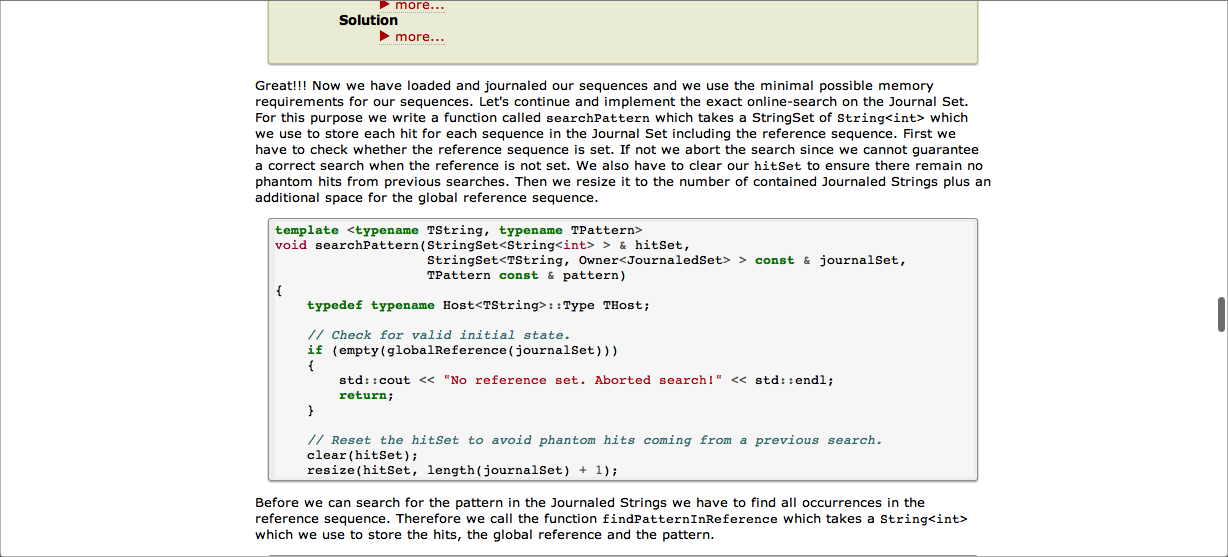 ▶ more...
Solution
▶ more...
Great!!! Now we have loaded and journaled our sequences and we use the minimal possible memory
requirements for our sequences. Let's continue and implement the exact online-search on the Journal Set.
For this purpose we write a function called searchPattern which takes a StringSet of String<int> which
we use to store each hit for each sequence in the Journal Set including the reference sequence. First we
have to check whether the reference sequence is set. If not we abort the search since we cannot guarantee
a correct search when the reference is not set. We also have to clear our hitSet to ensure there remain no
phantom hits from previous searches. Then we resize it to the number of contained Journaled Strings plus an
additional space for the global reference sequence.
template <typename TString, typename TPattern>
void searchPattern(StringSet<String<int> > & hitSet,
                   StringSet<TString, Owner<JournaledSet> > const & journalSet,
                   TPattern const & pattern)
{
    typedef typename Host<TString>::Type THost;
    // Check for valid initial state.
    if (empty(globalReference(journalSet)))
    {
        std::cout << "No reference set. Aborted search!" << std::endl;
        return;
    }
    // Reset the hitSet to avoid phantom hits coming from a previous search.
    clear(hitSet);
    resize(hitSet, length(journalSet) + 1);
Before we can search for the pattern in the Journaled Strings we have to find all occurrences in the
reference sequence. Therefore we call the function findPatternInReference which takes a String<int>
which we use to store the hits, the global reference and the pattern.